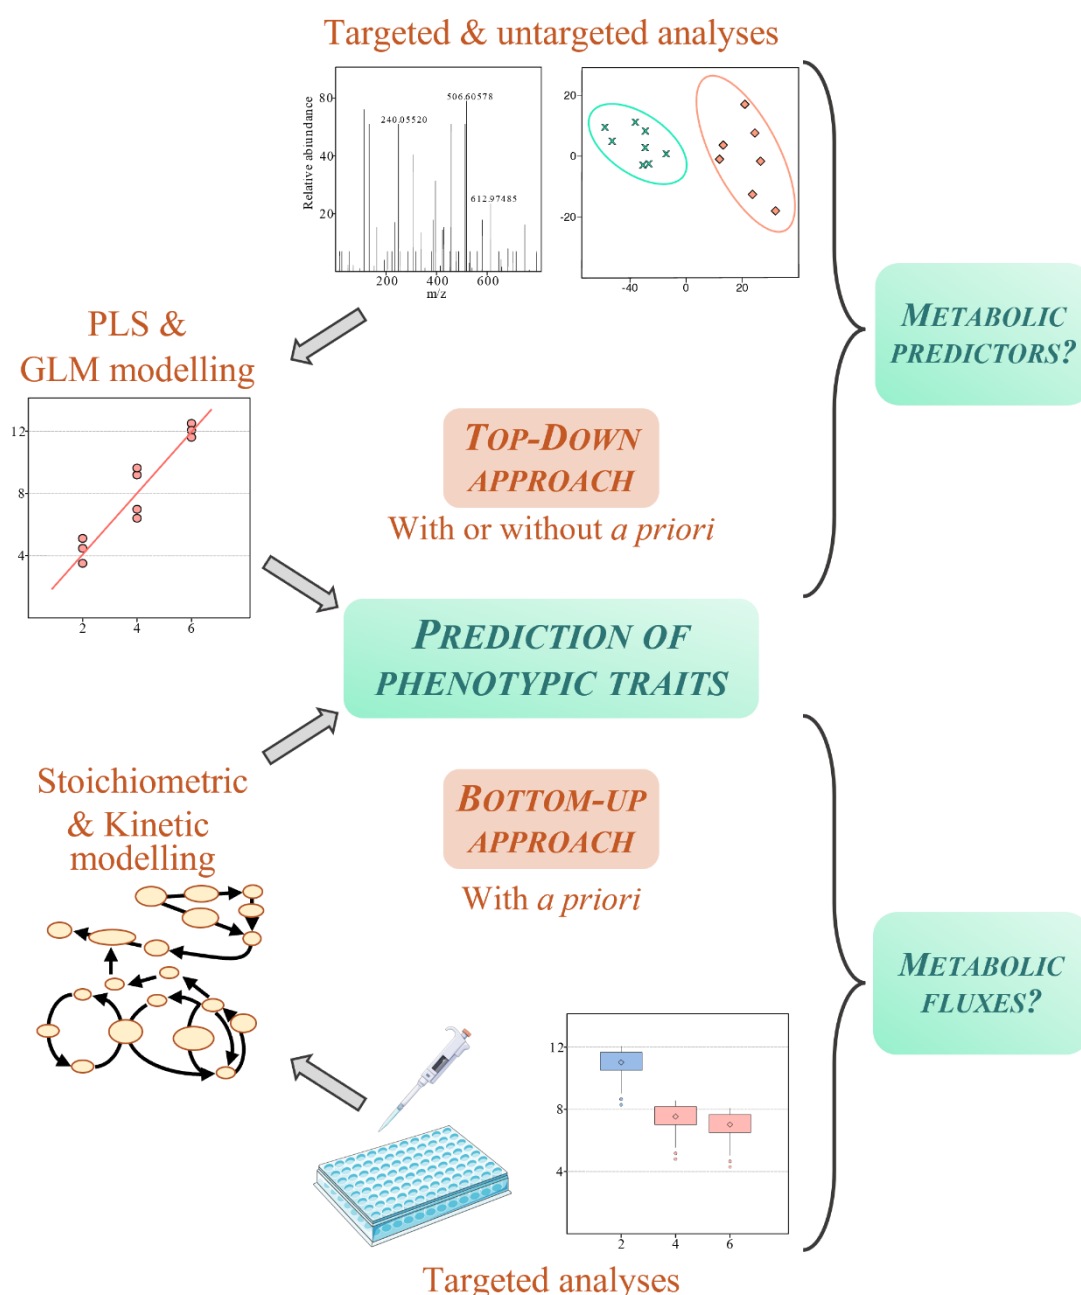 Targeted & untargeted analyses
Relative abiundance
80
40
20
240.05520
506.60578
612.97485
200
400
600
m/z
20
0
-20
-40
0
20
METABOLIC
PREDICTORS?
PLS &
GLM modelling
12
8
4
2
4
6
TOP-DOWN
APPROACH
With or without a priori
PREDICTION OF
PHENOTYPIC TRAITS
Stoichiometric
& Kinetic
modelling
BOTTOM-UP
APPROACH
With a priori
METABOLIC
FLUXES?
12
8
4
2
4
6
Targeted analyses